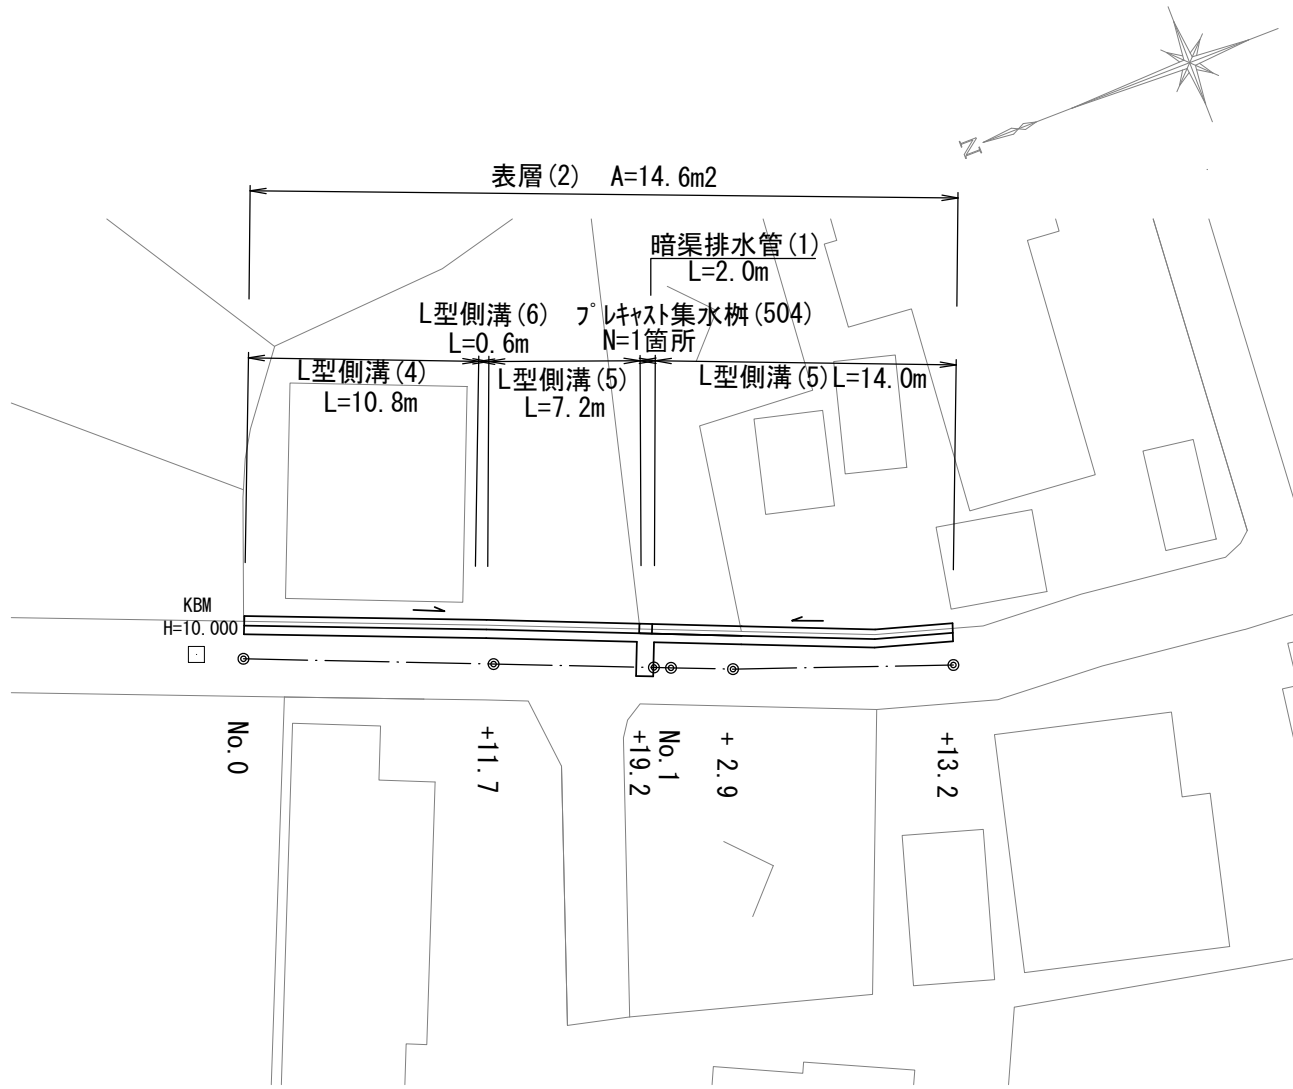 N
表層(2) A=14.6m2
暗渠排水管(1)
L=2.0m
L型側溝(6) プレキャスト集水桝(504)
L=0.6m N=1箇所
L型側溝(4)
L=10.8m
L型側溝(5)
L=7.2m
L型側溝(5) L=14.0m
KBM
H=10.000
No.0
+11.7
+19.2
No.1
+ 2.9
+13.2